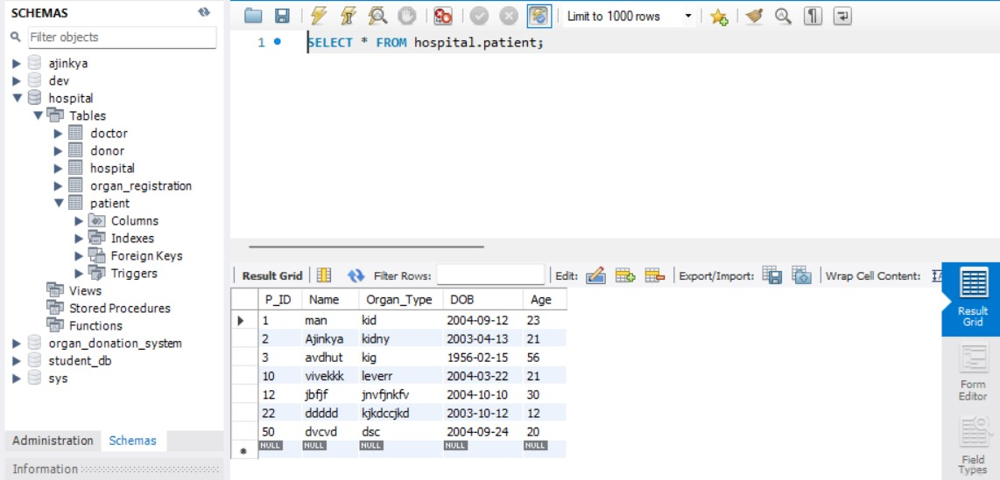 SCHEMAS
Filter objects
ajinkya
dev
hospital
Tables
doctor
donor
hospital
organ_registration
patient
Columns
Indexes
Foreign Keys
Triggers
Views
Stored Procedures
Functions
organ_donation_system
student_db
sys
Administration Schemas
Information
Limit to 1000 rows
1 SELECT * FROM hospital.patient;
Result Grid Filter Rows: Edit: Export/Import: Wrap Cell Content:
P_ID Name Organ_Type DOB Age
1 man kid 2004-09-12 23
2 Ajinkya kidny 2003-04-13 21
3 avdhut kig 1956-02-15 56
10 vivekkk leverr 2004-03-22 21
12 jbfjf jnvfjnkfv 2004-10-10 30
22 ddddd kjkdccjkd 2003-10-12 12
50 dvcvd dsc 2004-09-24 20
NULL NULL NULL NULL NULL
Result
Grid
Form
Editor
Field
Types